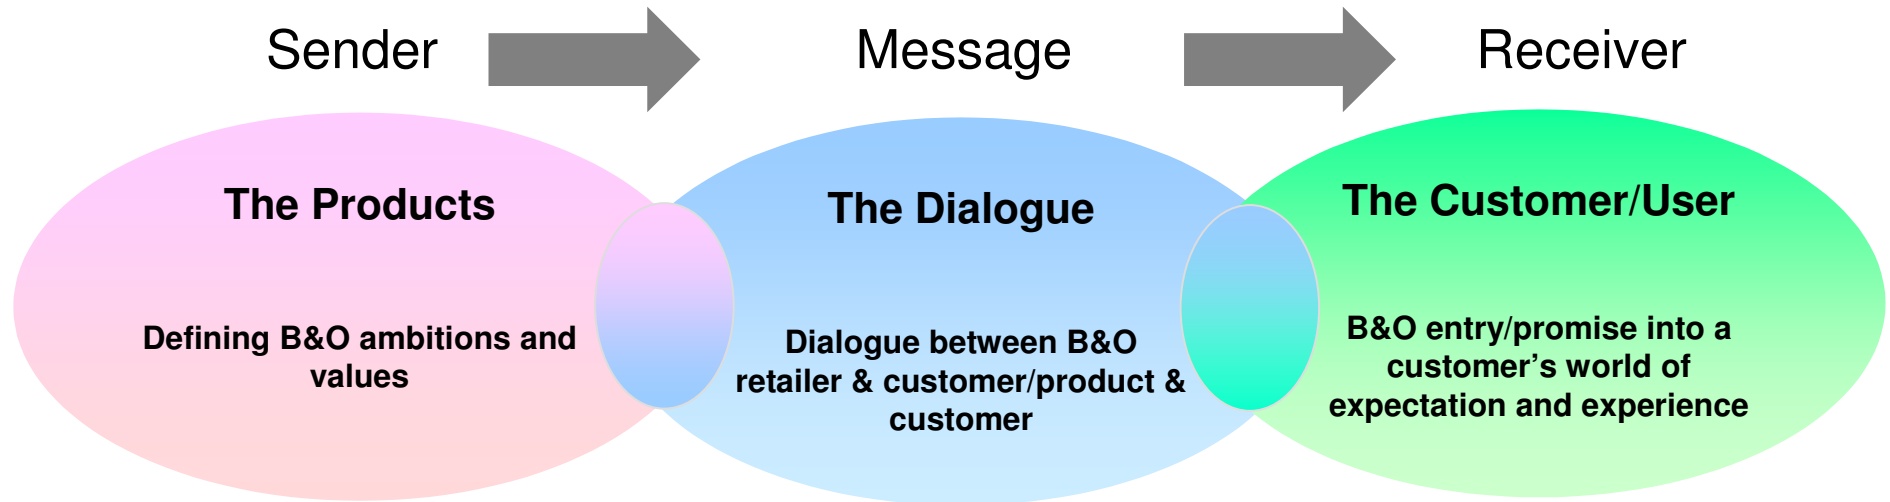 Sender
Message
Receiver
The Products
Defining B&O ambitions and
values
The Dialogue
Dialogue between B&O
retailer & customer/product &
customer
The Customer/User
B&O entry/promise into a
customer’s world of
expectation and experience